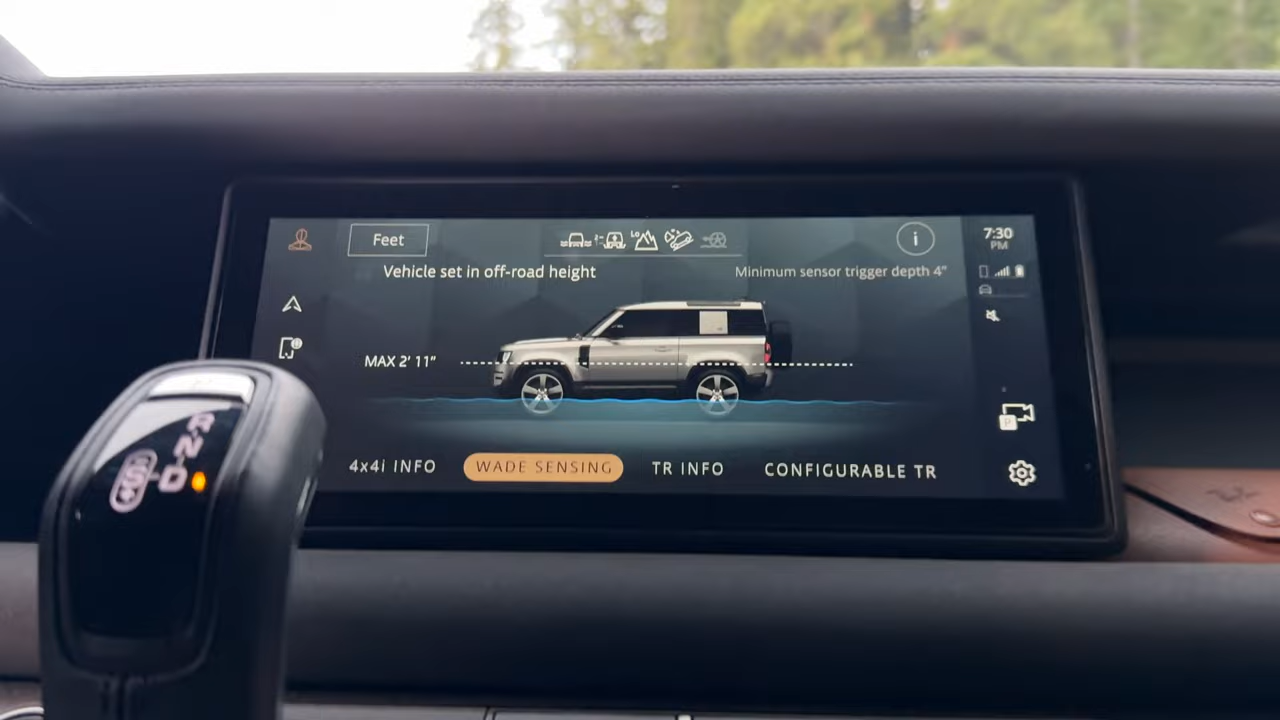 Feet
7:30
PM
Vehicle set in off-road height
Minimum sensor trigger depth 4"
MAX 2' 11"
P
4x4i INFO
WADE SENSING
TR INFO
CONFIGURABLE TR
R
N
D
S